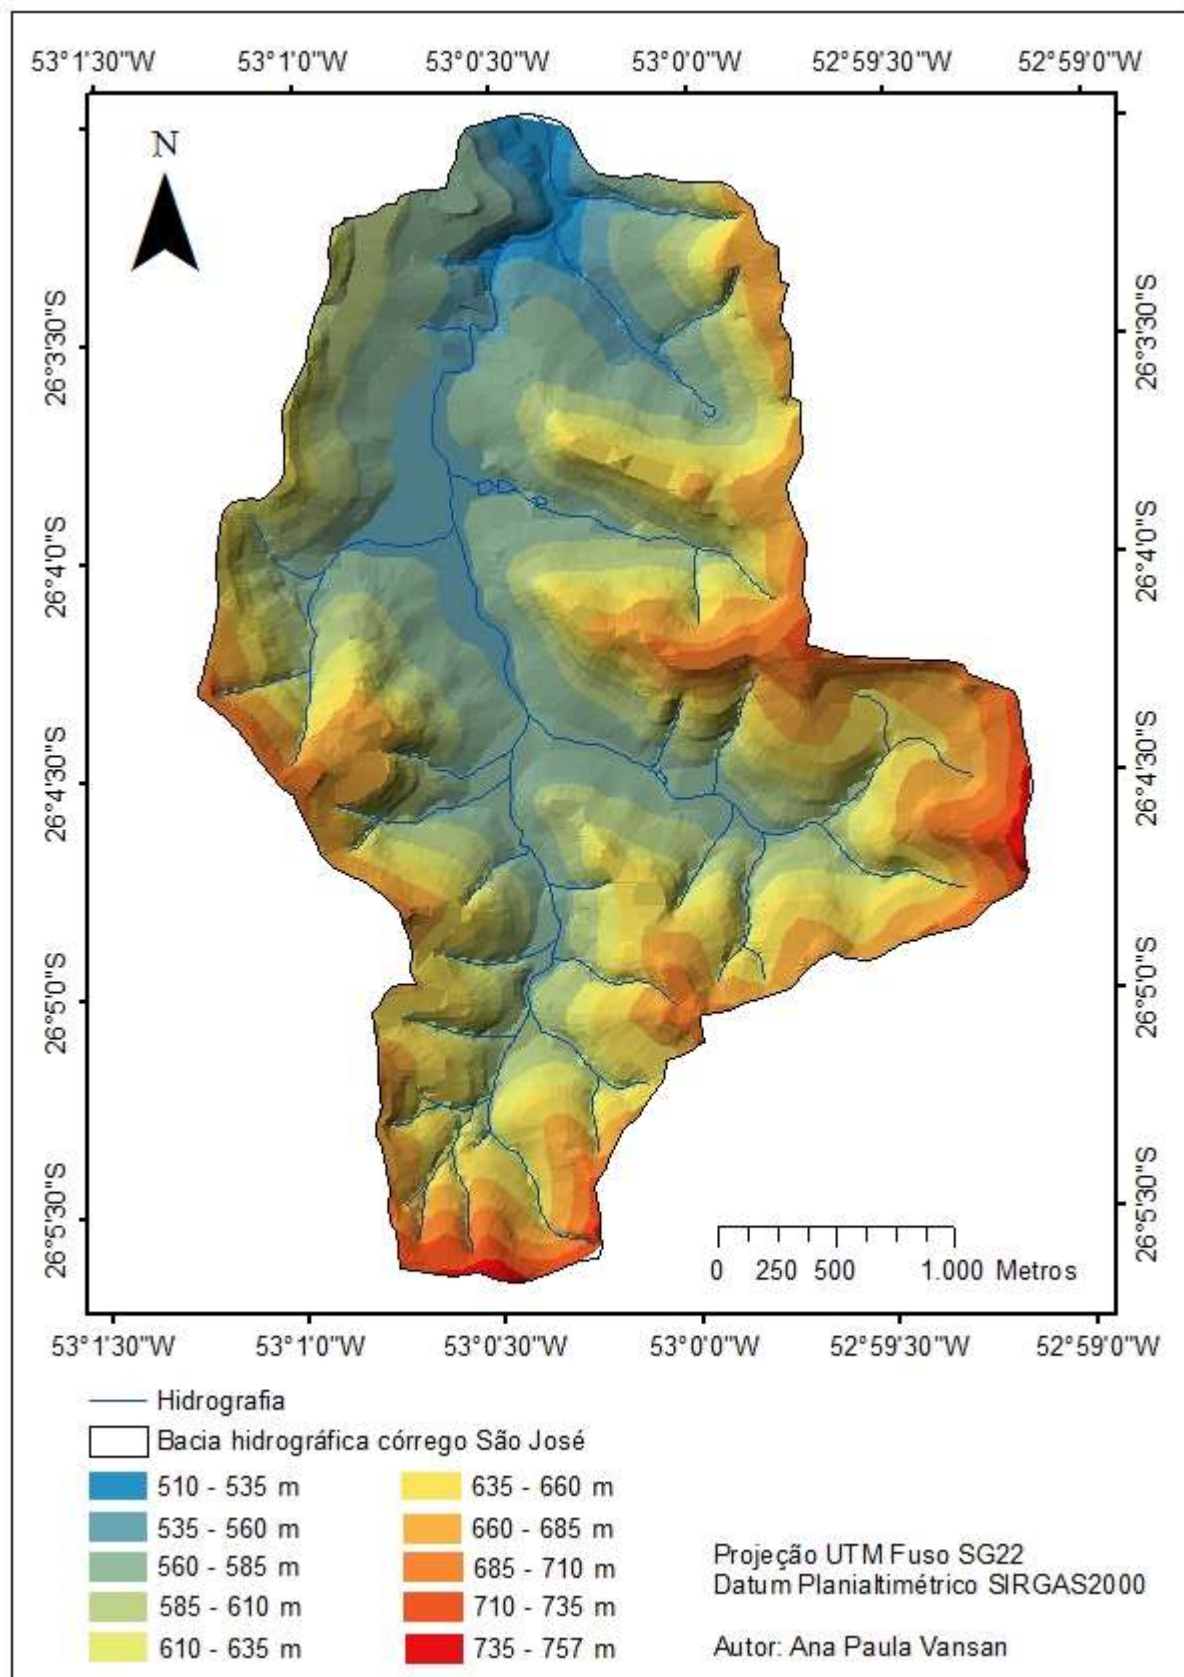 53°1'30"W 53°1'0"W 53°0'30"W 53°0'0"W 52°59'30"W 52°59'0"W
N
26°3'30"S 26°3'30"S
26°4'0"S 26°4'0"S
26°4'30"S 26°4'30"S
26°5'0"S 26°5'0"S
26°5'30"S 26°5'30"S
0 250 500 1.000 Metros
53°1'30"W 53°1'0"W 53°0'30"W 53°0'0"W 52°59'30"W 52°59'0"W
Hidrografia
Bacia hidrográfica córrego São José
510 - 535 m
535 - 560 m
560 - 585 m
585 - 610 m
610 - 635 m
635 - 660 m
660 - 685 m
685 - 710 m
710 - 735 m
735 - 757 m
Projeção UTM Fuso SG22
Datum Planialtimétrico SIRGAS2000
Autor: Ana Paula Vansan